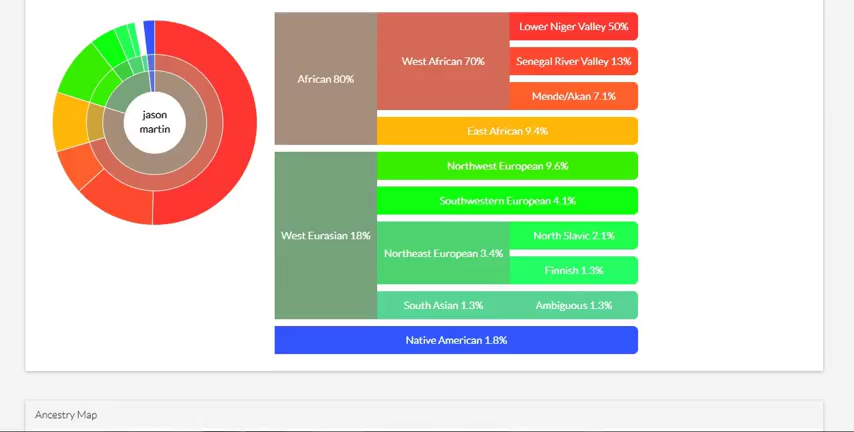 jason
martin
African 80%
West African 70%
Lower Niger Valley 50%
Senegal River Valley 13%
Mende/Akan 7.1%
East African 9.4%
West Eurasian 18%
Northwest European 9.6%
Southwestern European 4.1%
Northeast European 3.4%
North Slavic 2.1%
Finnish 1.3%
South Asian 1.3%
Ambiguous 1.3%
Native American 1.8%
Ancestry Map